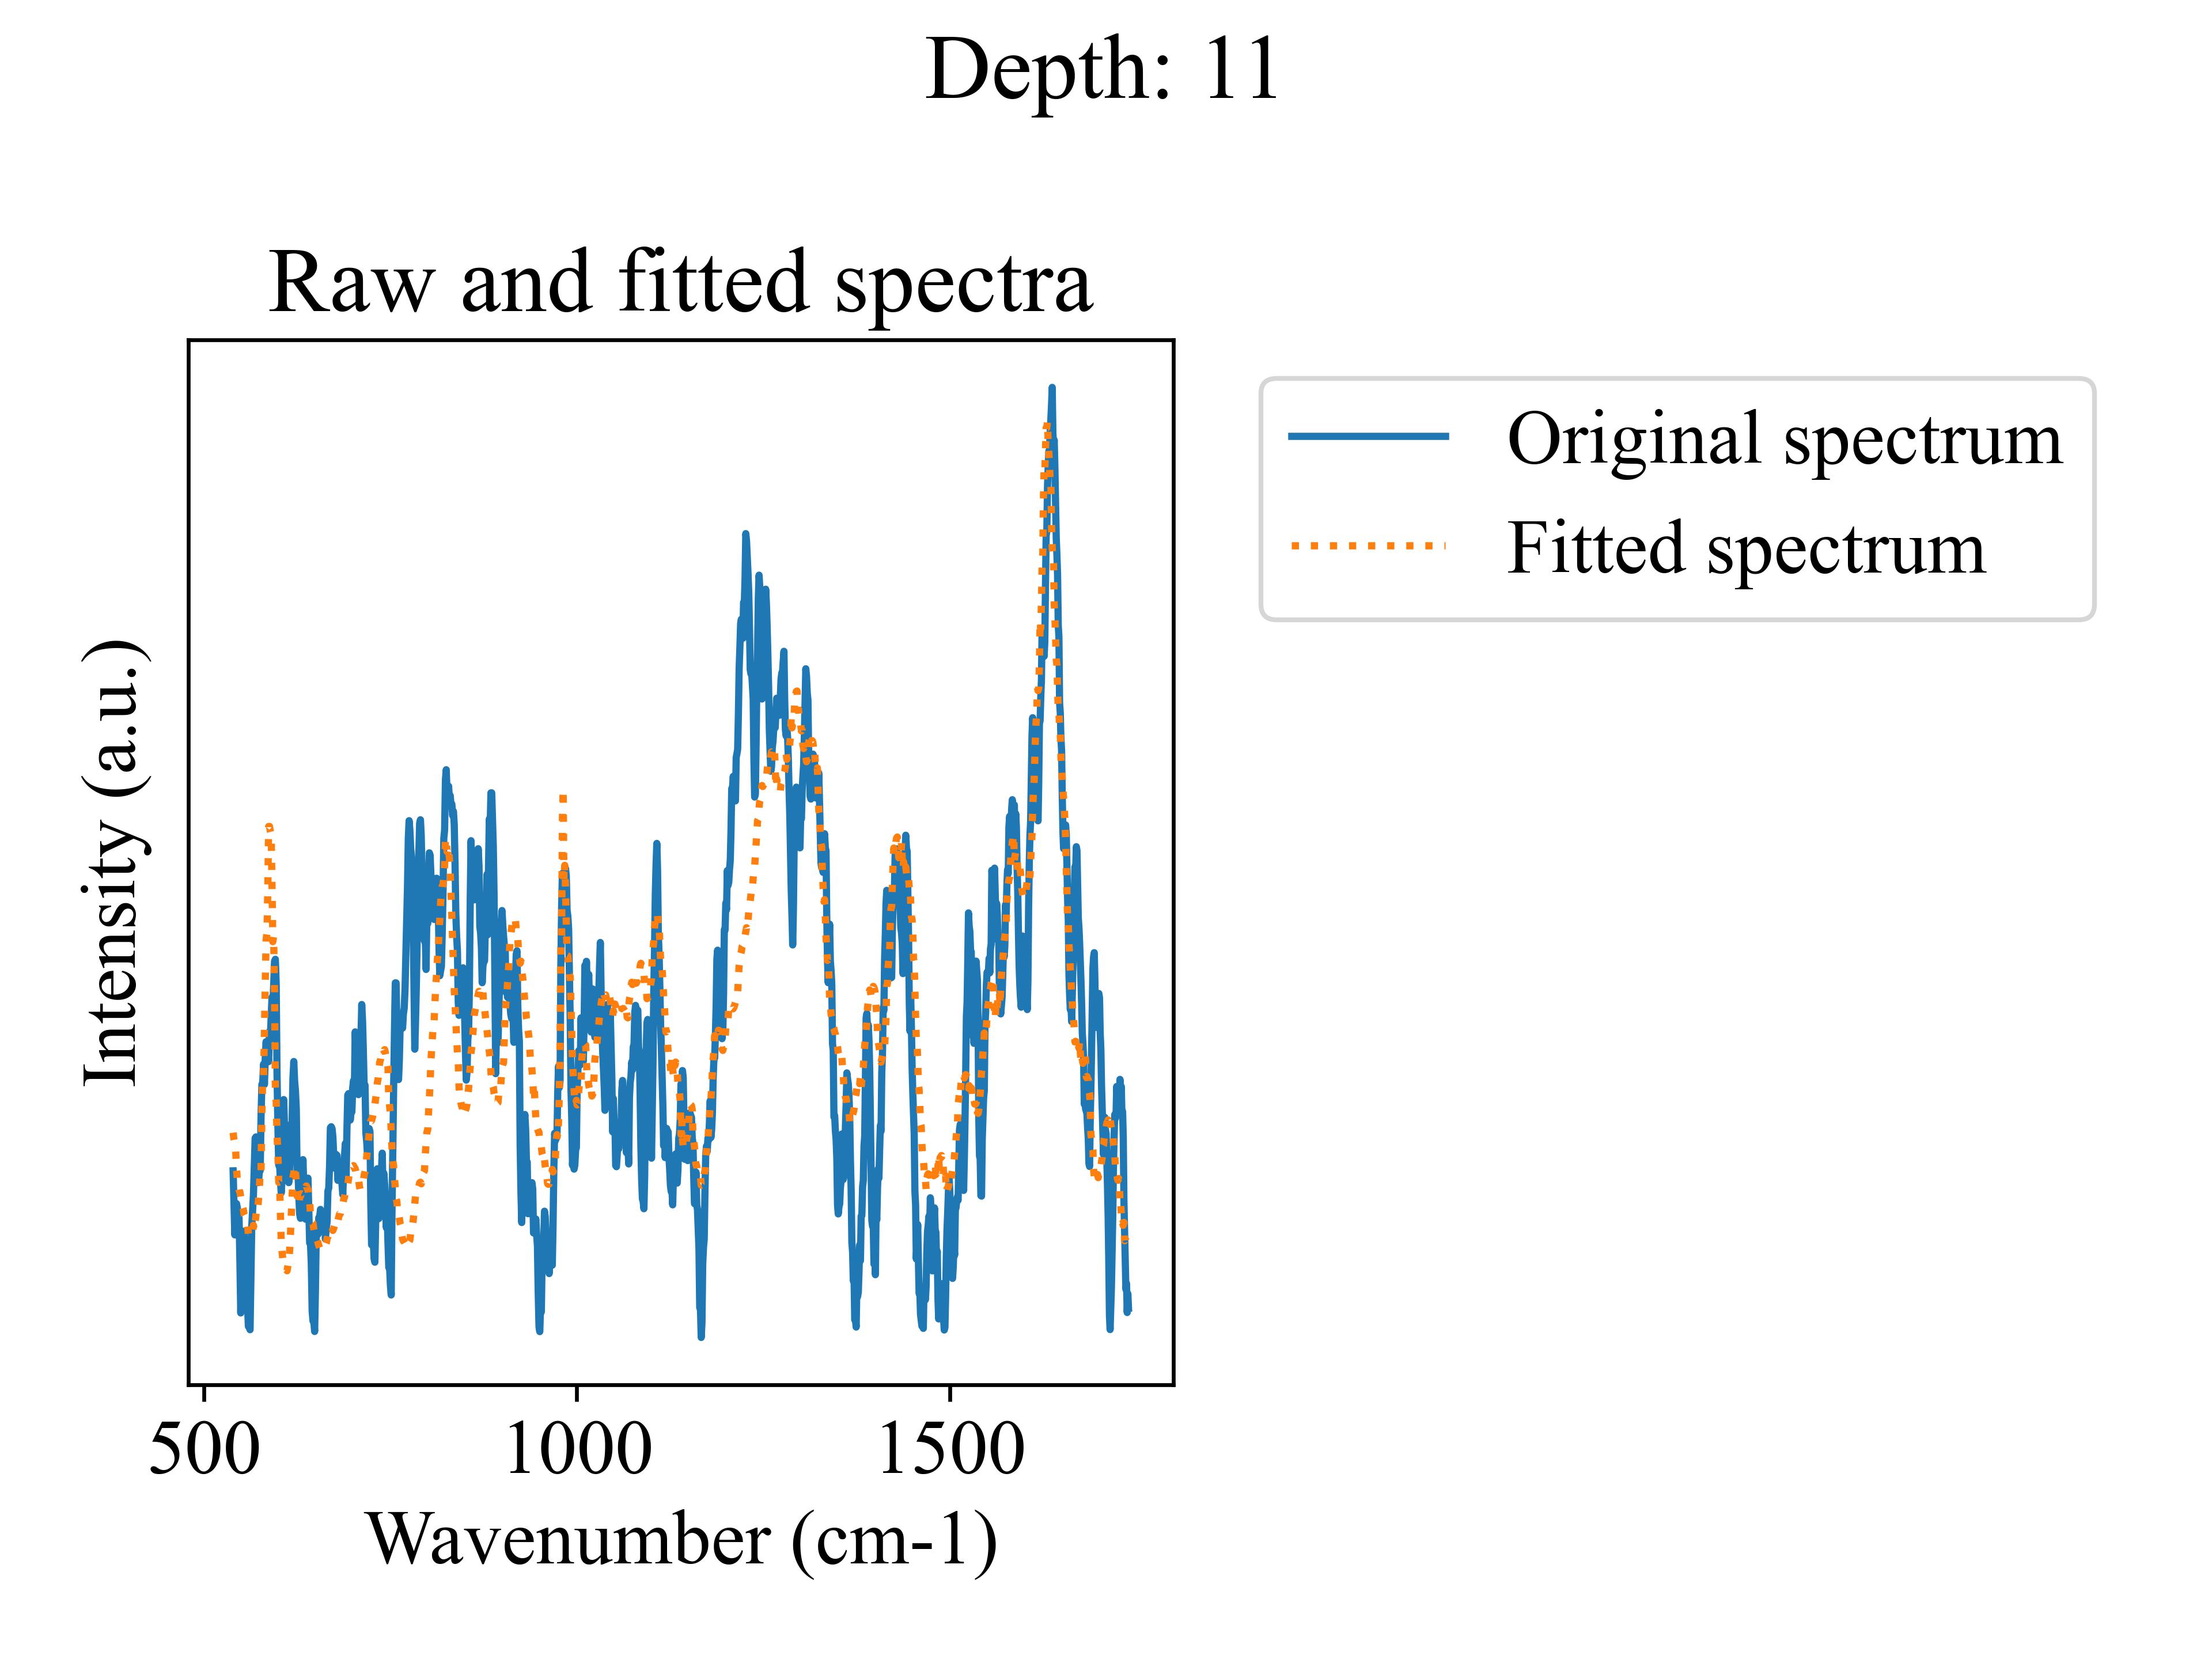 Depth: 11
Raw and fitted spectra
Original spectrum
Fitted spectrum
Intensity (a.u.)
500 1000 1500
Wavenumber (cm-1)